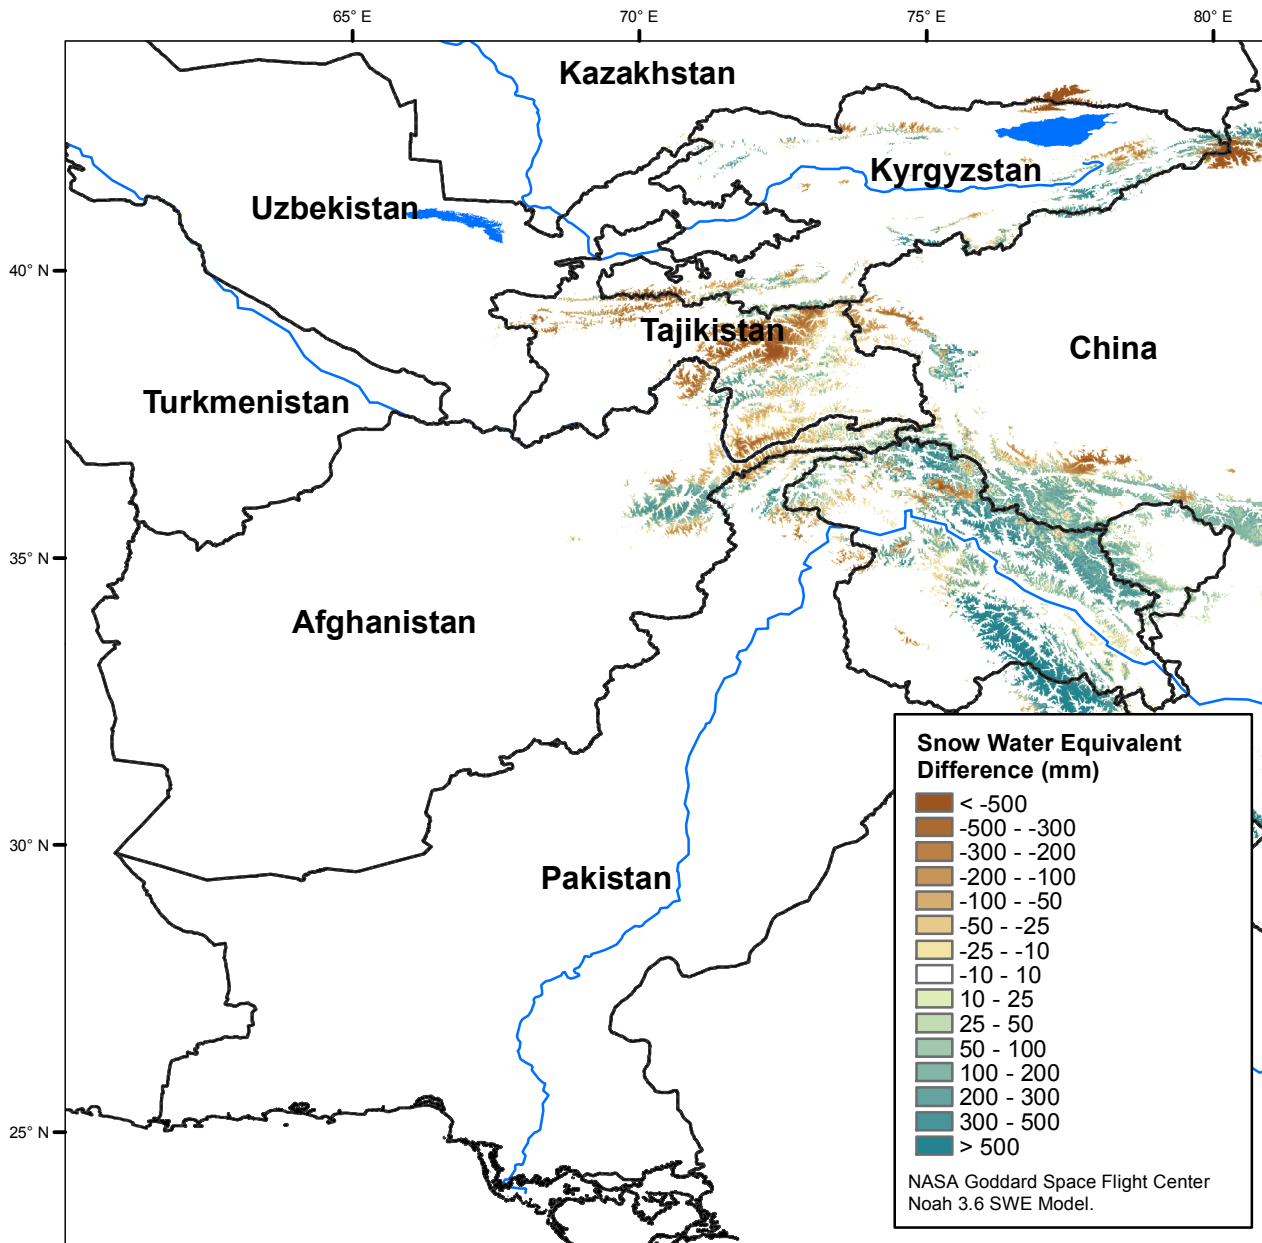 65° E
70° E
75° E
80° E
Kazakhstan
Kyrgyzstan
Uzbekistan
40° N
Tajikistan
China
Turkmenistan
35° N
Afghanistan
Snow Water Equivalent
Difference (mm)
< -500
-500 - -300
-300 - -200
-200 - -100
-100 - -50
-50 - -25
-25 - -10
-10 - 10
10 - 25
25 - 50
50 - 100
100 - 200
200 - 300
300 - 500
> 500
NASA Goddard Space Flight Center
Noah 3.6 SWE Model.
30° N
Pakistan
25° N